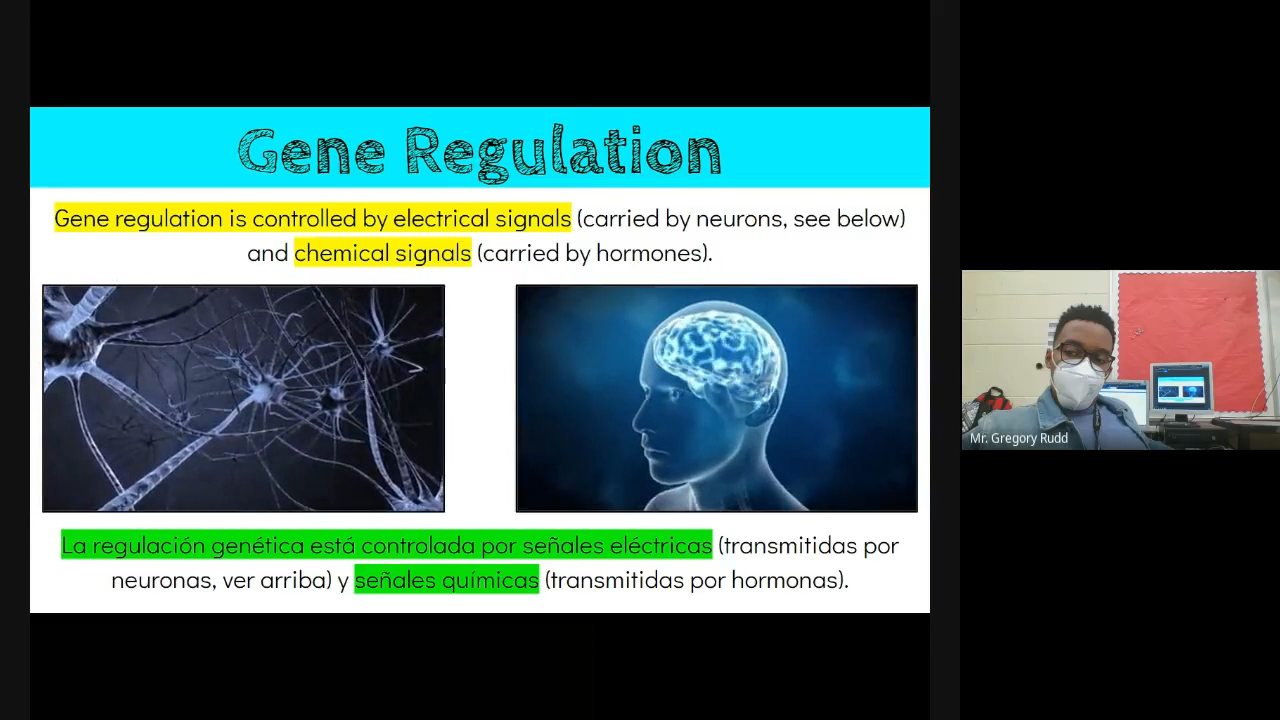 Gene Regulation
Gene regulation is controlled by electrical signals (carried by neurons, see below)
and chemical signals (carried by hormones).
La regulación genética está controlada por señales eléctricas (transmitidas por
neuronas, ver arriba) y señales químicas (transmitidas por hormonas).
Mr. Gregory Rudd